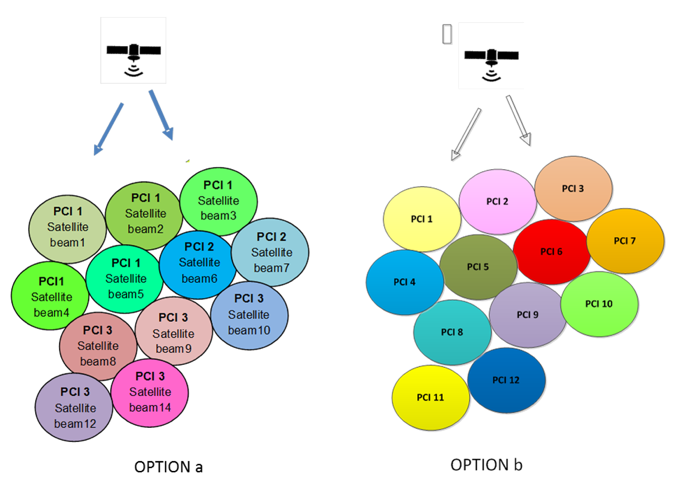 PCI 1
Satellite
beam1
PCI 1
Satellite
beam2
PCI 1
Satellite
beam3
PCI1
Satellite
beam4
PCI 1
Satellite
beam5
PCI 2
Satellite
beam6
PCI 2
Satellite
beam7
PCI 3
Satellite
beam8
PCI 3
Satellite
beam9
PCI 3
Satellite
beam10
PCI 3
Satellite
beam12
PCI 3
Satellite
beam14
OPTION a
PCI 1
PCI 2
PCI 3
PCI 4
PCI 5
PCI 6
PCI 7
PCI 8
PCI 9
PCI 10
PCI 11
PCI 12
OPTION b